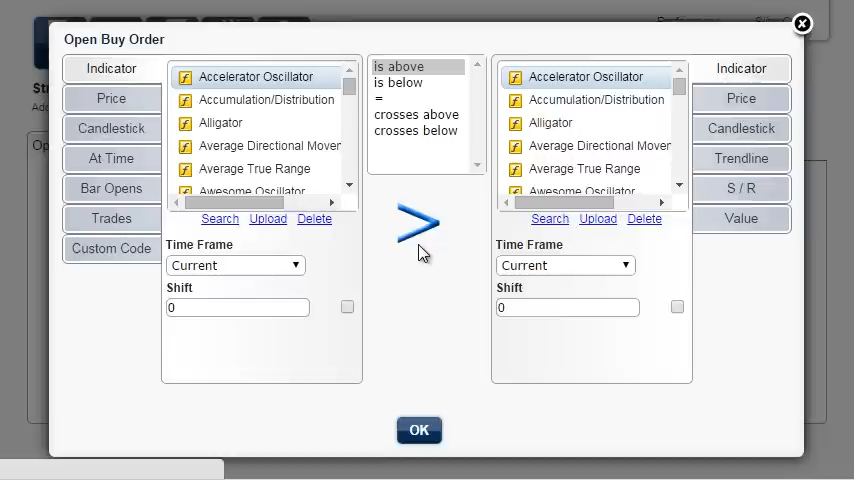 Open Buy Order
Indicator
Price
Candlestick
At Time
Bar Opens
Trades
Custom Code
Accelerator Oscillator
Accumulation/Distribution
Alligator
Average Directional Mover
Average True Range
Awesome Oscillator
Search Upload Delete
Time Frame
Current
Shift
0
is above
is below
=
crosses above
crosses below
>
OK
Accelerator Oscillator
Accumulation/Distribution
Alligator
Average Directional Mover
Average True Range
Awesome Oscillator
Search Upload Delete
Time Frame
Current
Shift
0
Indicator
Price
Candlestick
Trendline
S / R
Value